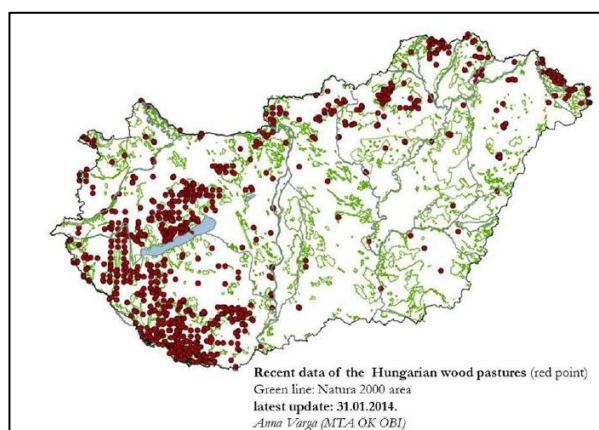 Recent data of the Hungarian wood pastures (red point)
Green line: Natura 2000 area
latest update: 31.01.2014.
Anna Varga (MTA ÖK ÖBI)